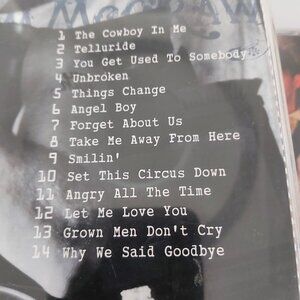 McGRAW
1 The Cowboy In Me
2 Telluride
3 You Get Used To Somebody
4 Unbroken
5 Things Change
6 Angel Boy
7 Forget About Us
8 Take Me Away From Here
9 Smilin'
10 Set This Circus Down
11 Angry All The Time
12 Let Me Love You
13 Grown Men Don't Cry
14 Why We Said Goodbye